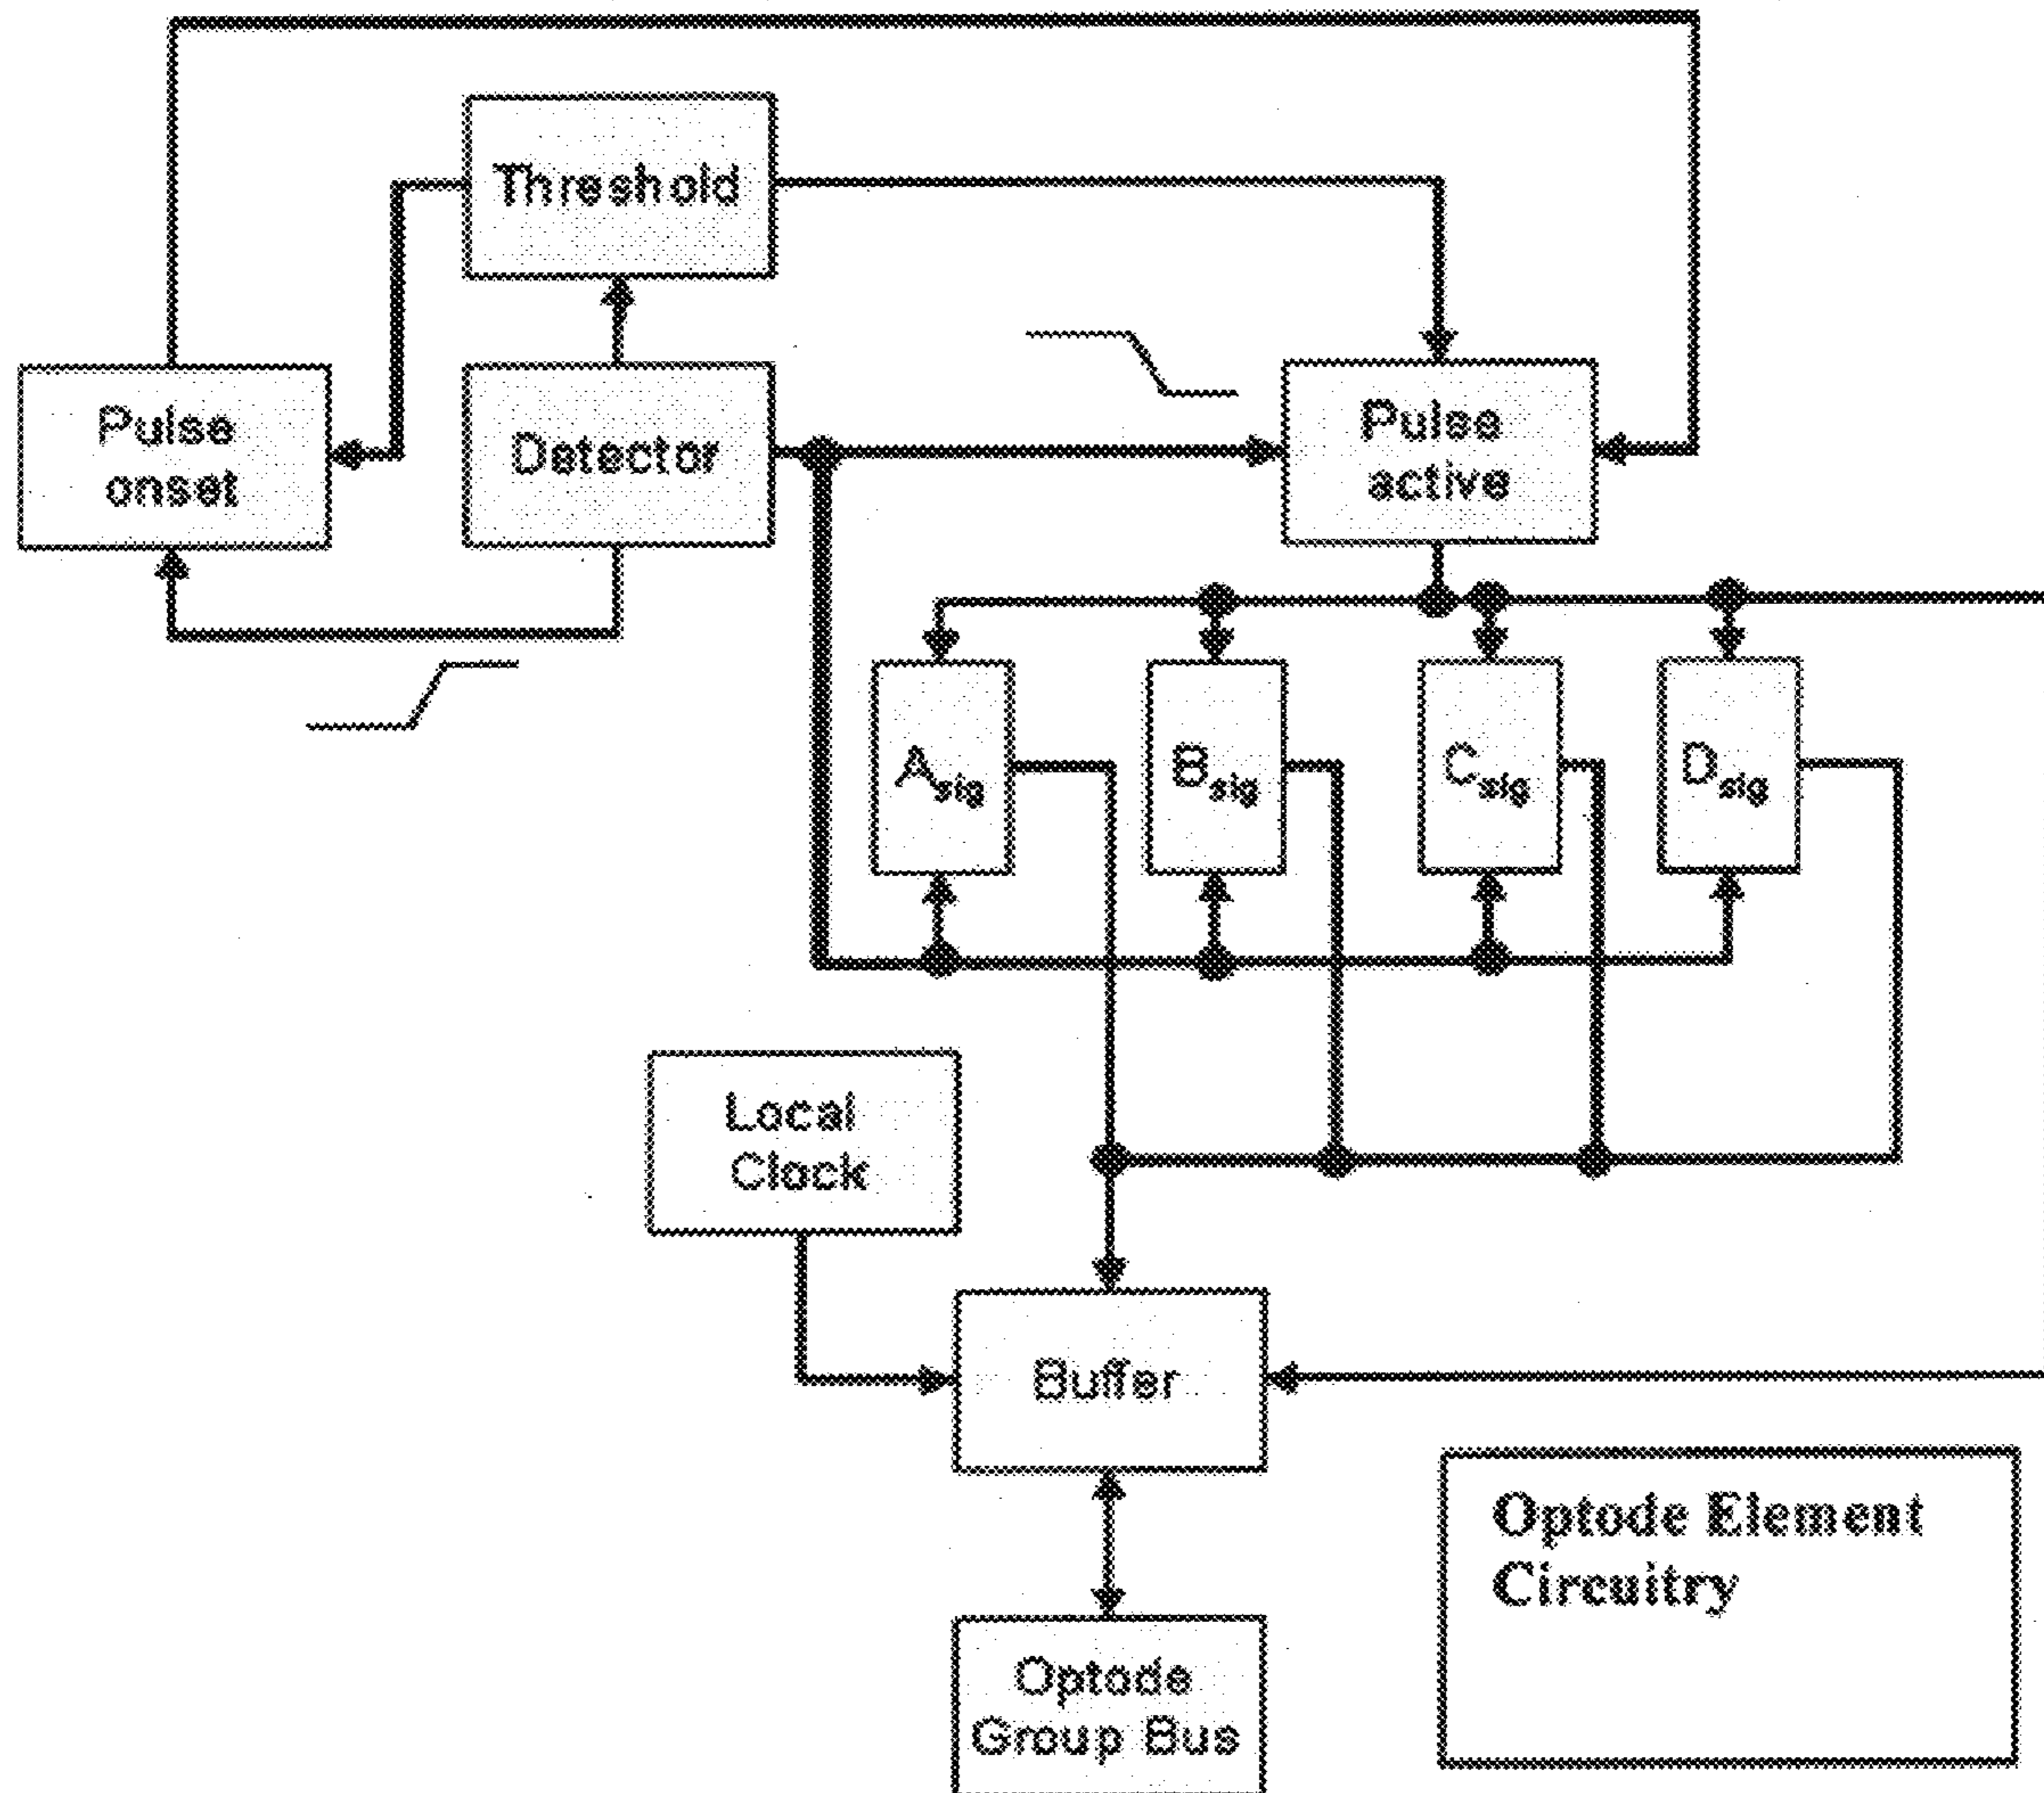 Threshold
Pulse
onset
Detector
Pulse
active
Asig
Bsig
Csig
Dsig
Local
Clock
Buffer
Optode Element
Circuitry
Optode
Group Bus